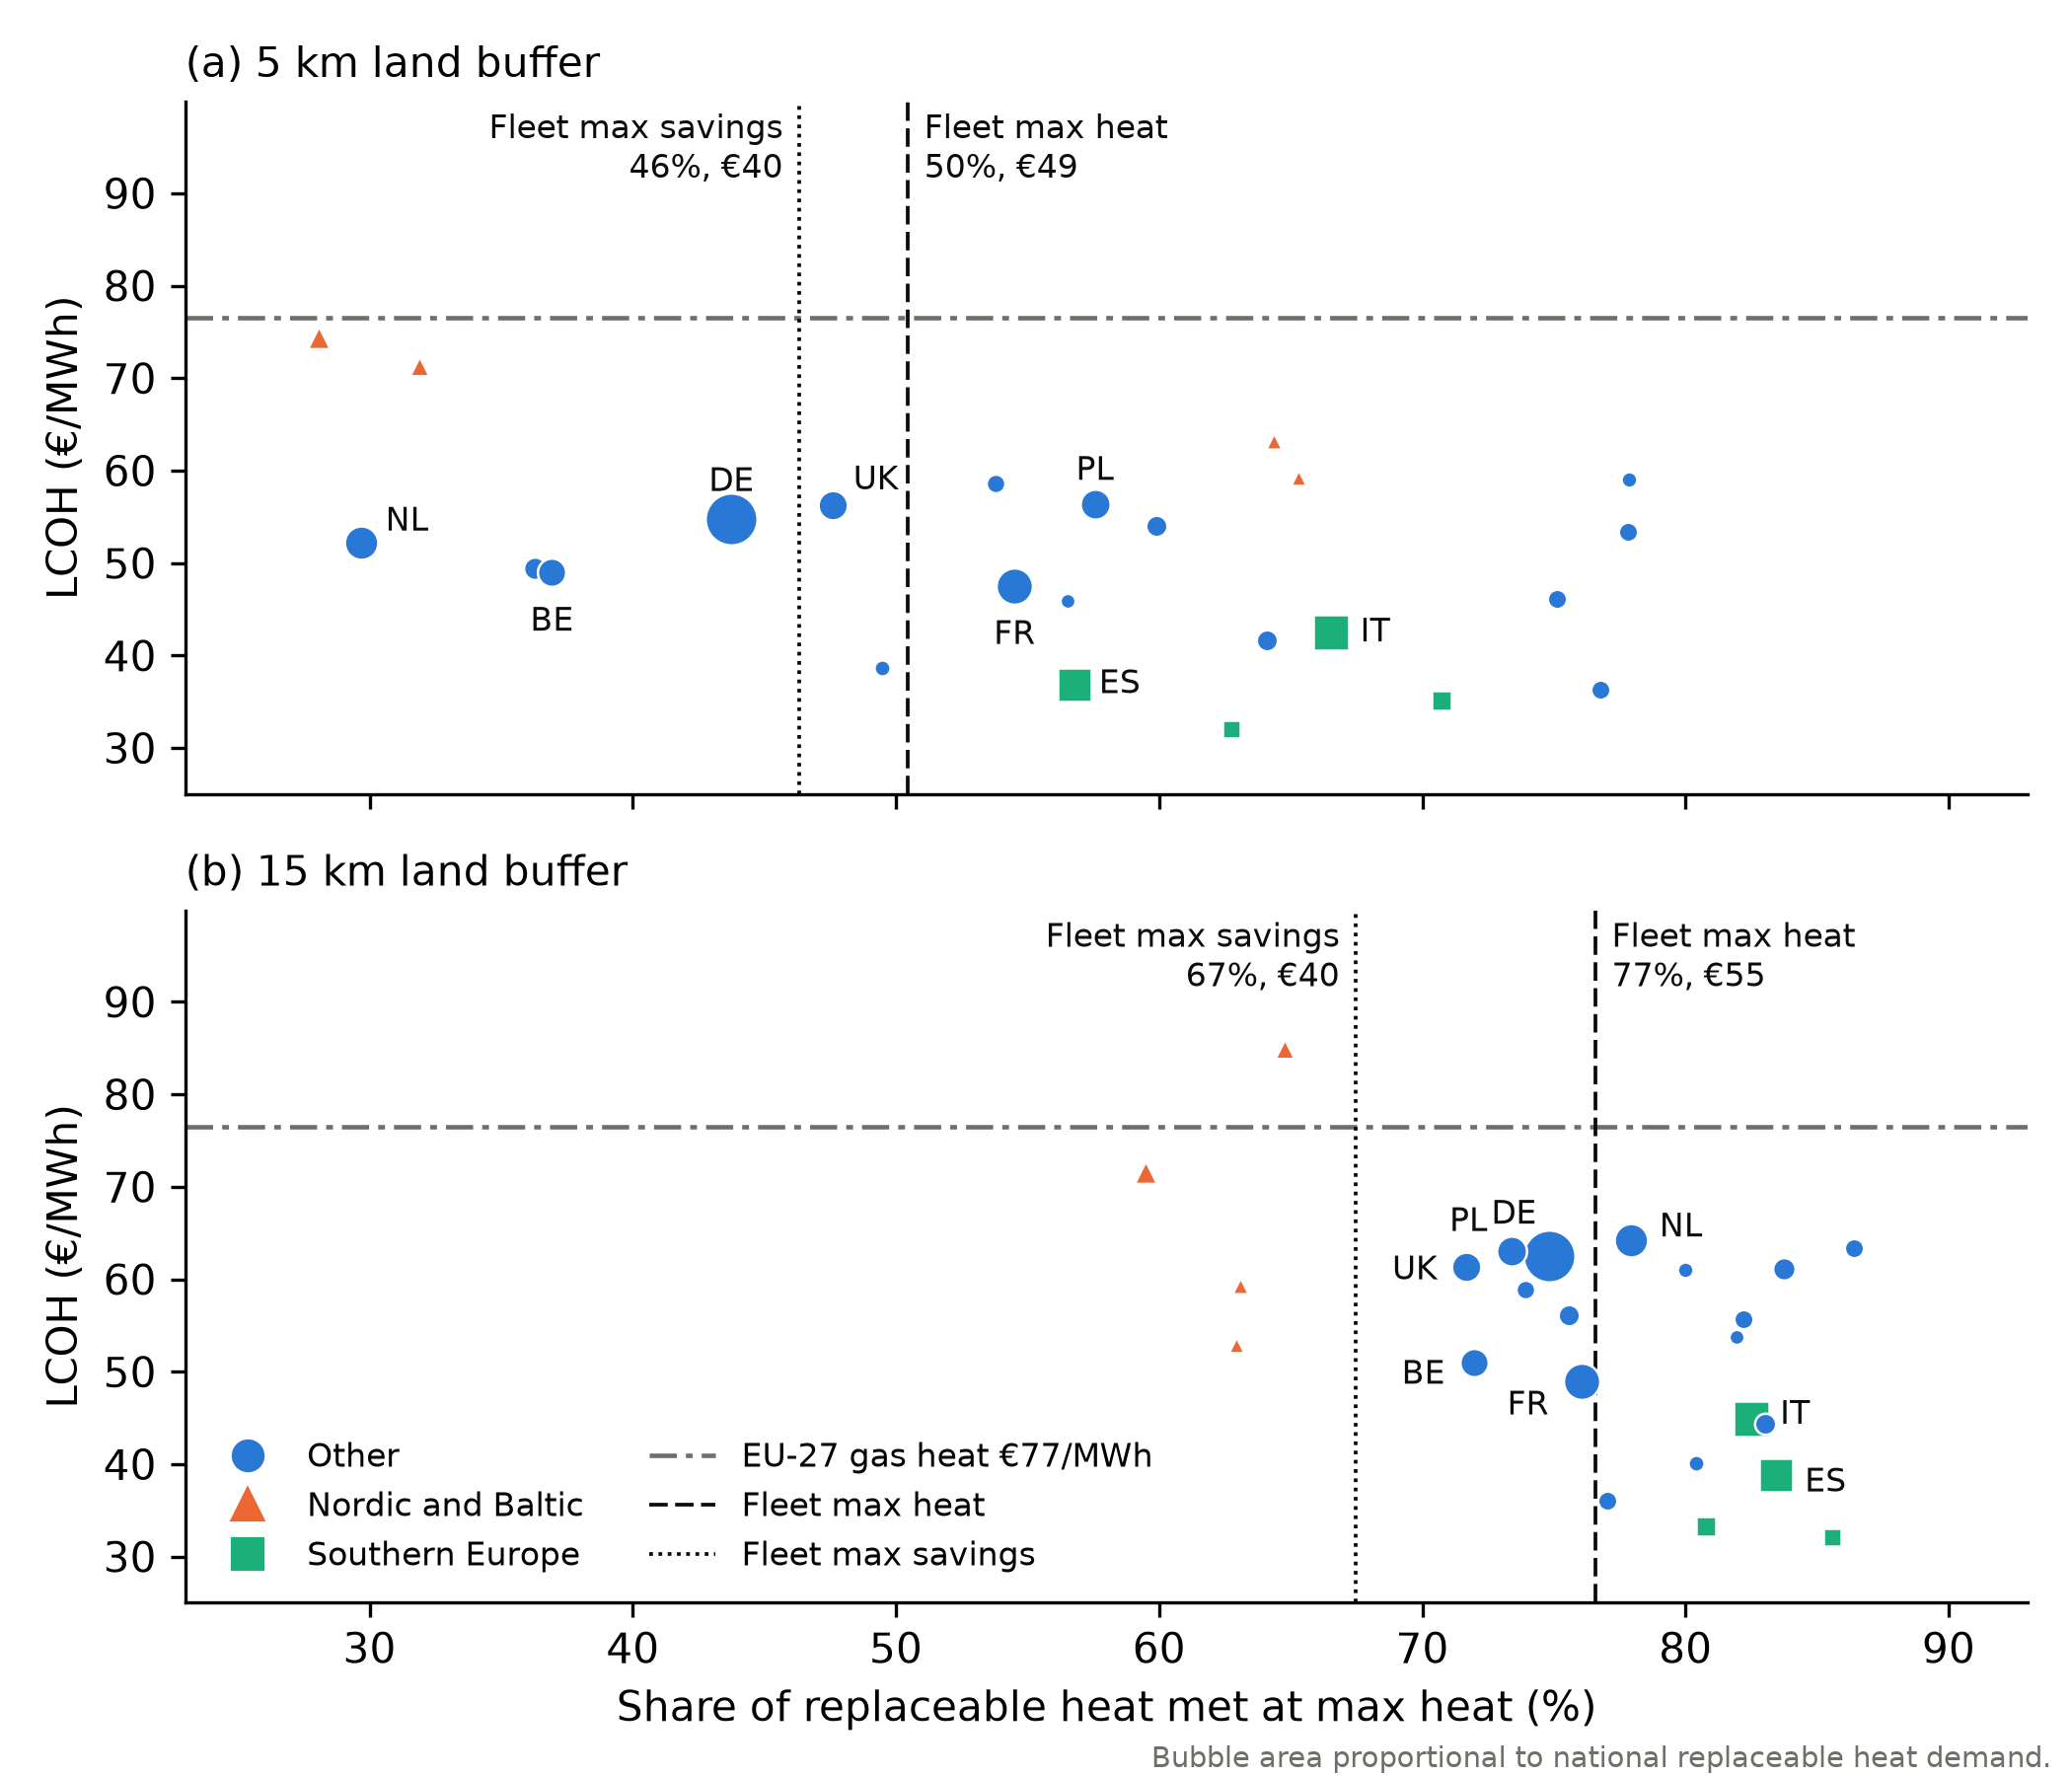 (a) 5 km land buffer
Fleet max savings
46%, €40
Fleet max heat
50%, €49
90
80
70
60
50
40
30
LCOH (€/MWh)
DE
UK
PL
NL
BE
FR
IT
ES
(b) 15 km land buffer
Fleet max savings
67%, €40
Fleet max heat
77%, €55
90
80
70
60
50
40
30
LCOH (€/MWh)
PL
DE
NL
UK
BE
FR
IT
ES
Other
Nordic and Baltic
Southern Europe
EU-27 gas heat €77/MWh
Fleet max heat
Fleet max savings
30 40 50 60 70 80 90
Share of replaceable heat met at max heat (%)
Bubble area proportional to national replaceable heat demand.